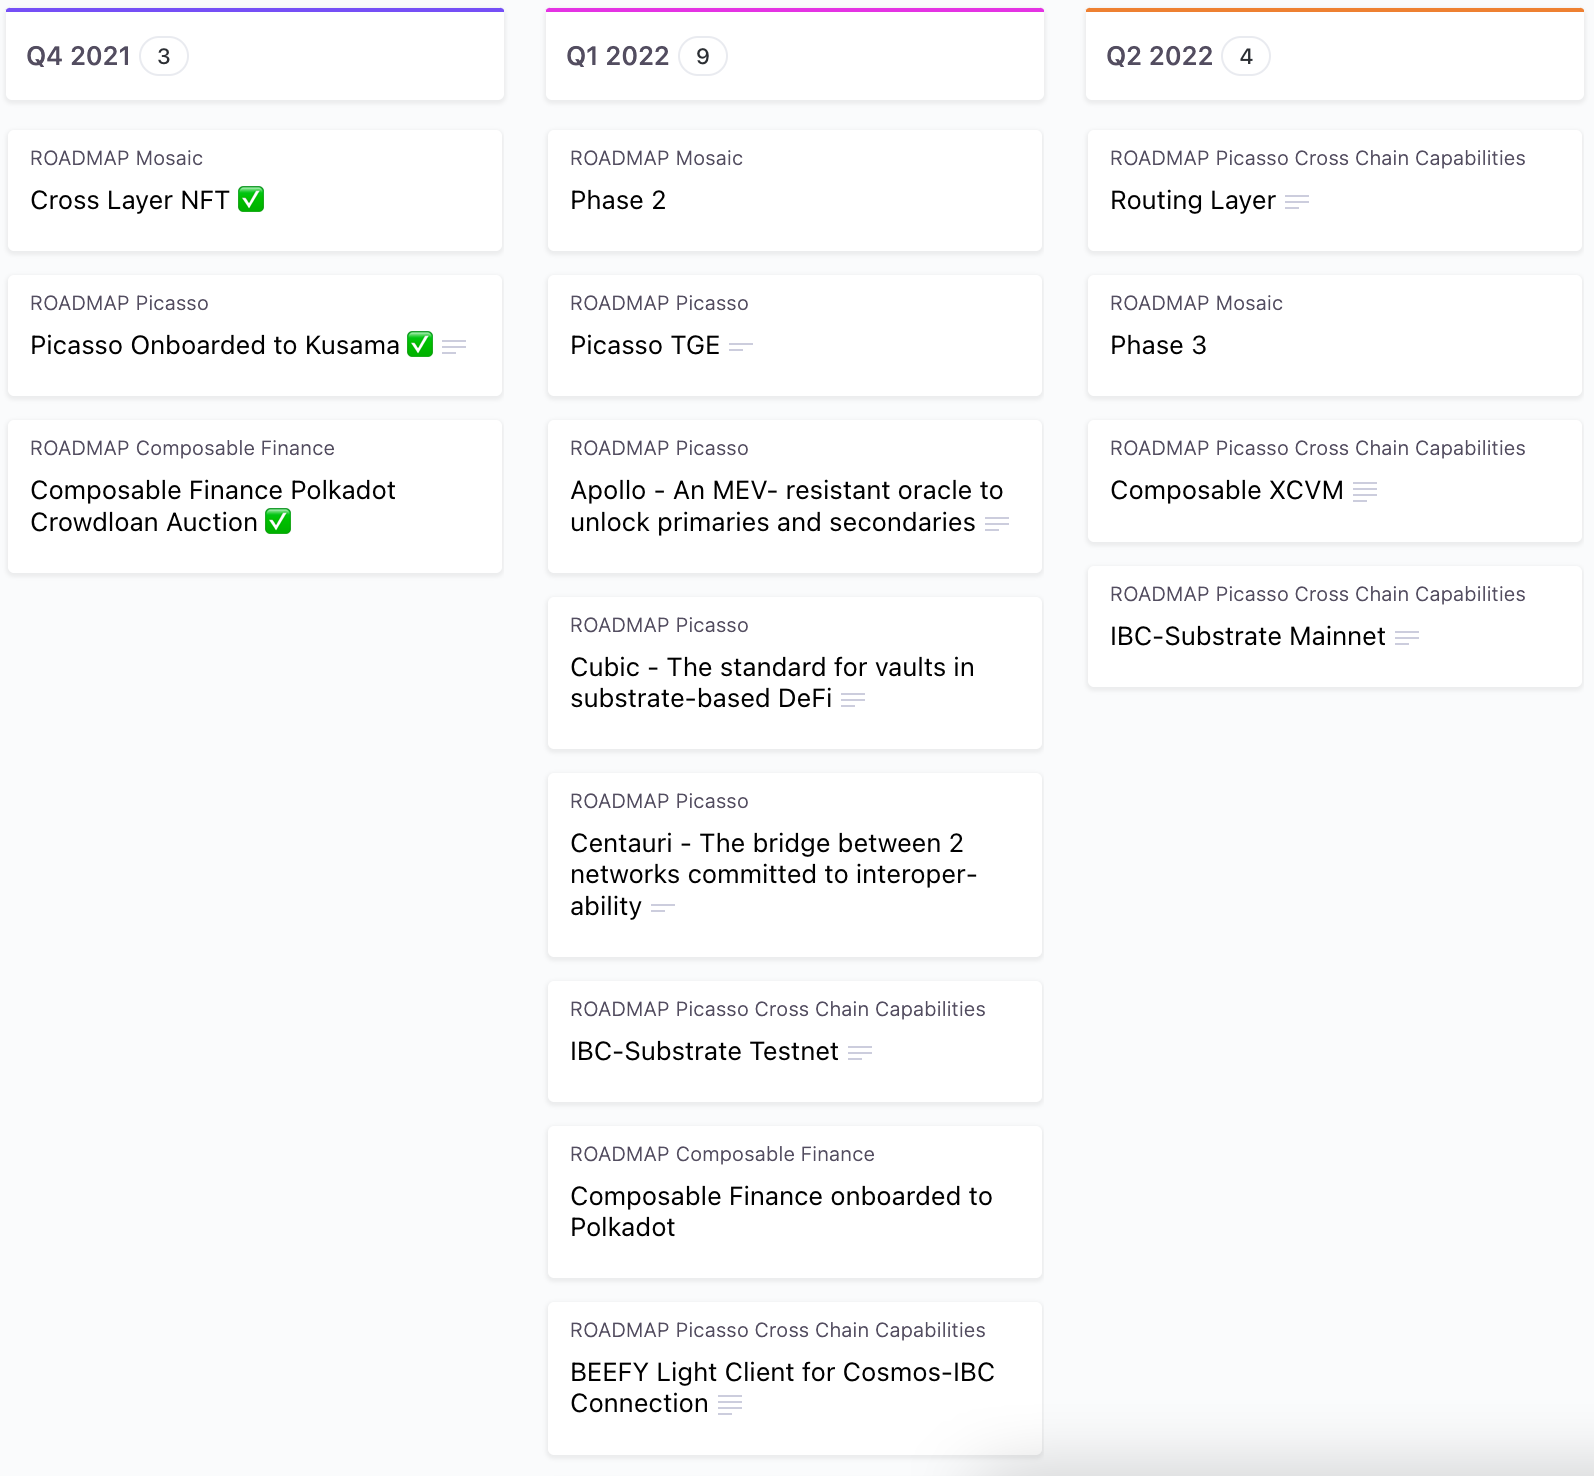 Q4 2021 3
ROADMAP Mosaic
Cross Layer NFT ✅
ROADMAP Picasso
Picasso Onboarded to Kusama ✅
ROADMAP Composable Finance
Composable Finance Polkadot
Crowdloan Auction ✅
Q1 2022 9
ROADMAP Mosaic
Phase 2
ROADMAP Picasso
Picasso TGE
ROADMAP Picasso
Apollo - An MEV- resistant oracle to
unlock primaries and secondaries
ROADMAP Picasso
Cubic - The standard for vaults in
substrate-based DeFi
ROADMAP Picasso
Centauri - The bridge between 2
networks committed to interoper-
ability
ROADMAP Picasso Cross Chain Capabilities
IBC-Substrate Testnet
ROADMAP Composable Finance
Composable Finance onboarded to
Polkadot
ROADMAP Picasso Cross Chain Capabilities
BEEFY Light Client for Cosmos-IBC
Connection
Q2 2022 4
ROADMAP Picasso Cross Chain Capabilities
Routing Layer
ROADMAP Mosaic
Phase 3
ROADMAP Picasso Cross Chain Capabilities
Composable XCVM
ROADMAP Picasso Cross Chain Capabilities
IBC-Substrate Mainnet